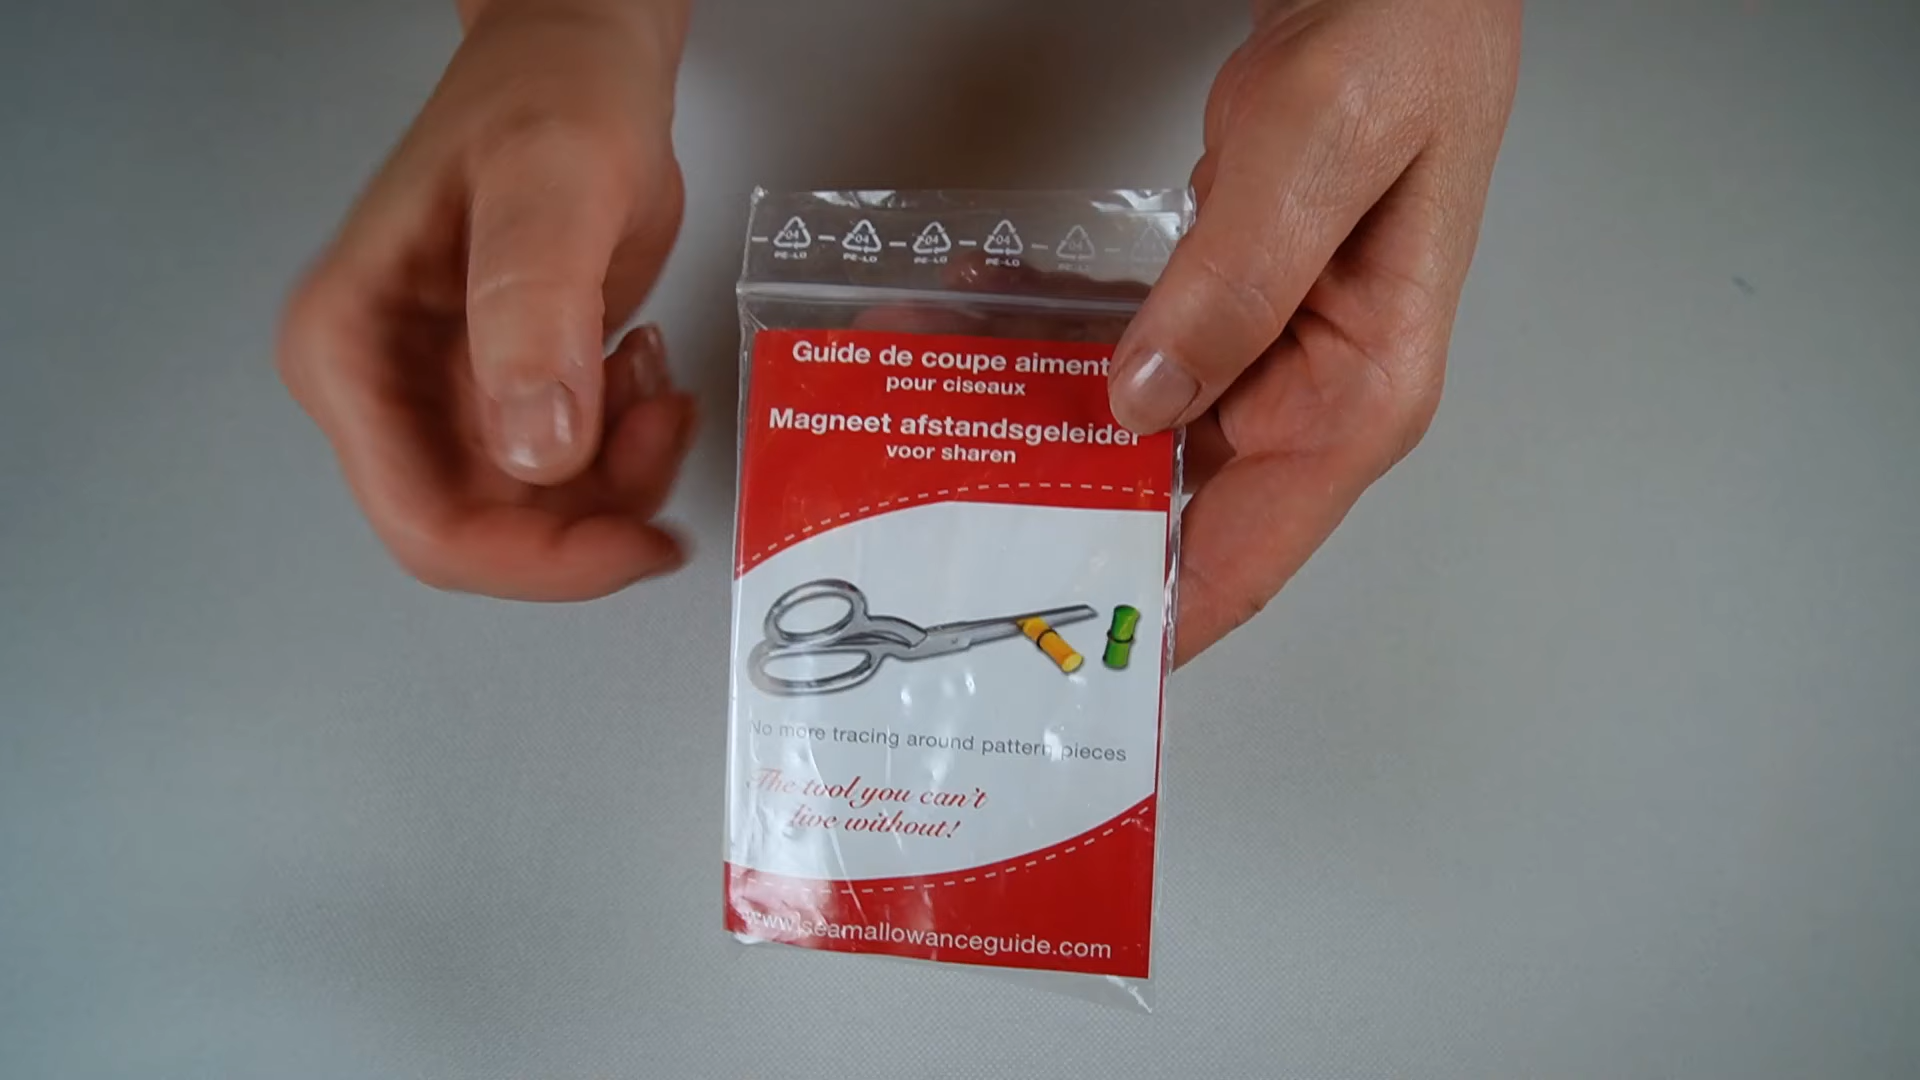 04 04 04 04 04
PE-LD PE-LD PE-LD PE-LD PE-LD
Guide de coupe aiment
pour ciseaux
Magneet afstandsgeleider
voor sharen
No more tracing around pattern pieces
The tool you can't
live without!
www.seamallowanceguide.com